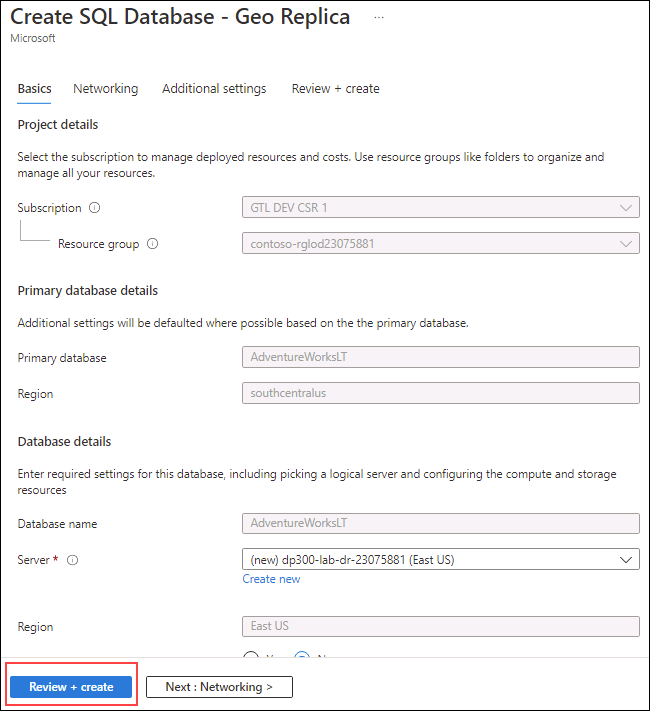 Create SQL Database - Geo Replica ...
Microsoft
Basics Networking Additional settings Review + create
Project details
Select the subscription to manage deployed resources and costs. Use resource groups like folders to organize and
manage all your resources.
Subscription GTL DEV CSR 1
Resource group contoso-rglod23075881
Primary database details
Additional settings will be defaulted where possible based on the the primary database.
Primary database AdventureWorksLT
Region southcentralus
Database details
Enter required settings for this database, including picking a logical server and configuring the compute and storage
resources
Database name AdventureWorksLT
Server * (new) dp300-lab-dr-23075881 (East US)
Create new
Region East US
Review + create Next : Networking >